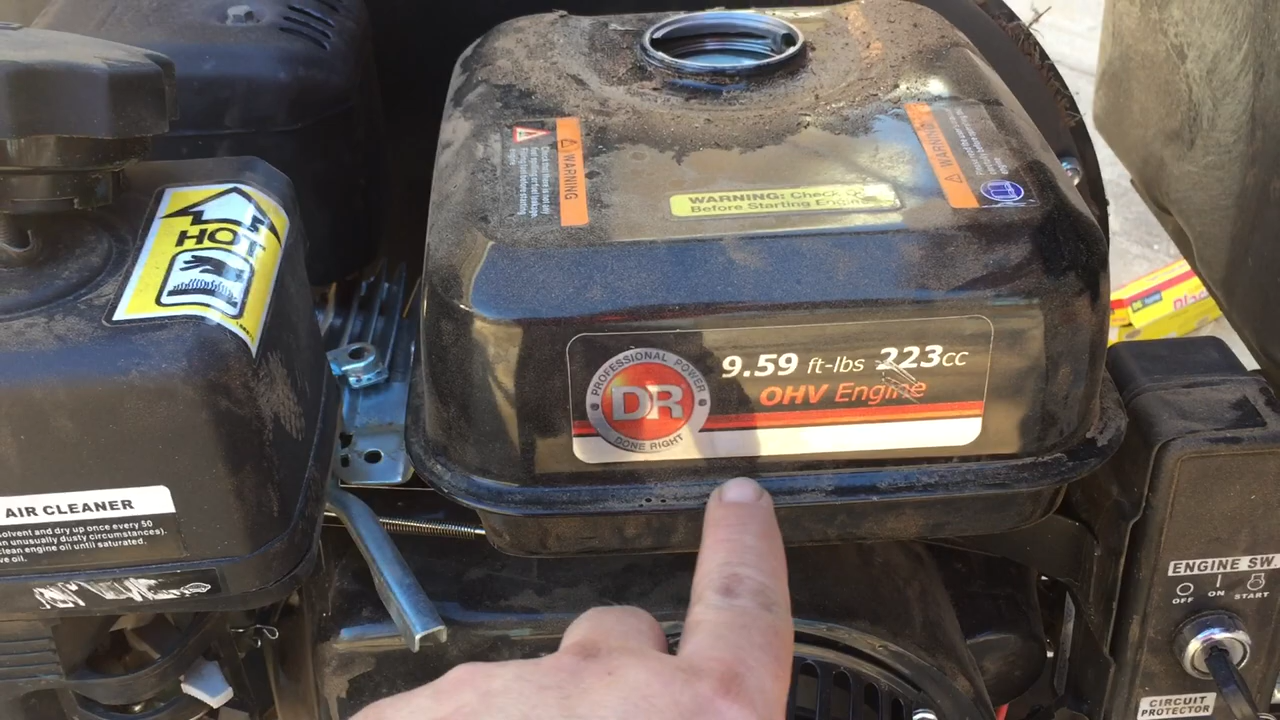 HOT
AIR CLEANER
solvent and dry up once every 50
an unusually dusty circumstances).
clean engine oil until saturated.
ve oil.
WARNING
WARNING: Check
Before Starting Engine
WARNING
PROFESSIONAL POWER
DR
DONE RIGHT
9.59 ft-lbs 223cc
OHV Engine
ENGINE SW.
OFF ON START
CIRCUIT
PROTECTOR